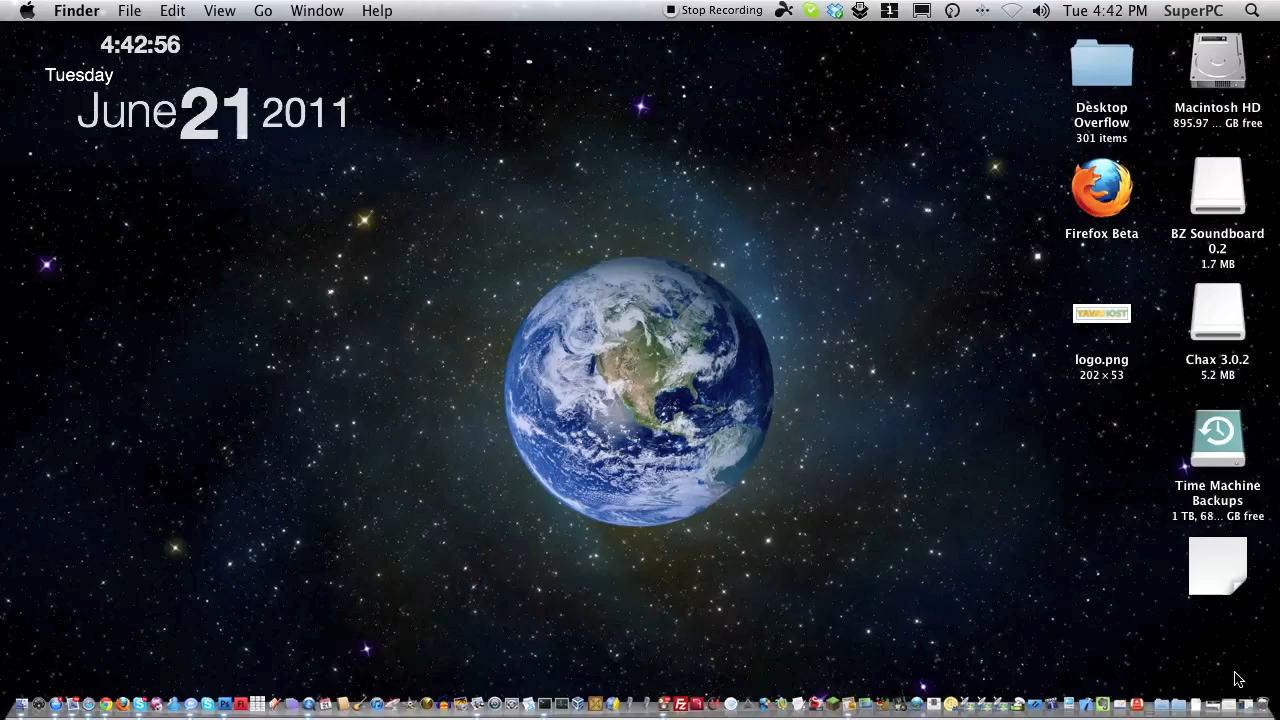 Finder File Edit View Go Window Help Stop Recording 1 Tue 4:42 PM SuperPC
4:42:56
Tuesday
June 21 2011
Desktop
Overflow
301 items
Macintosh HD
895.97 ... GB free
Firefox Beta
BZ Soundboard
0.2
1.7 MB
YAVAHOST
logo.png
202 × 53
Chax 3.0.2
5.2 MB
Time Machine
Backups
1 TB, 68... GB free